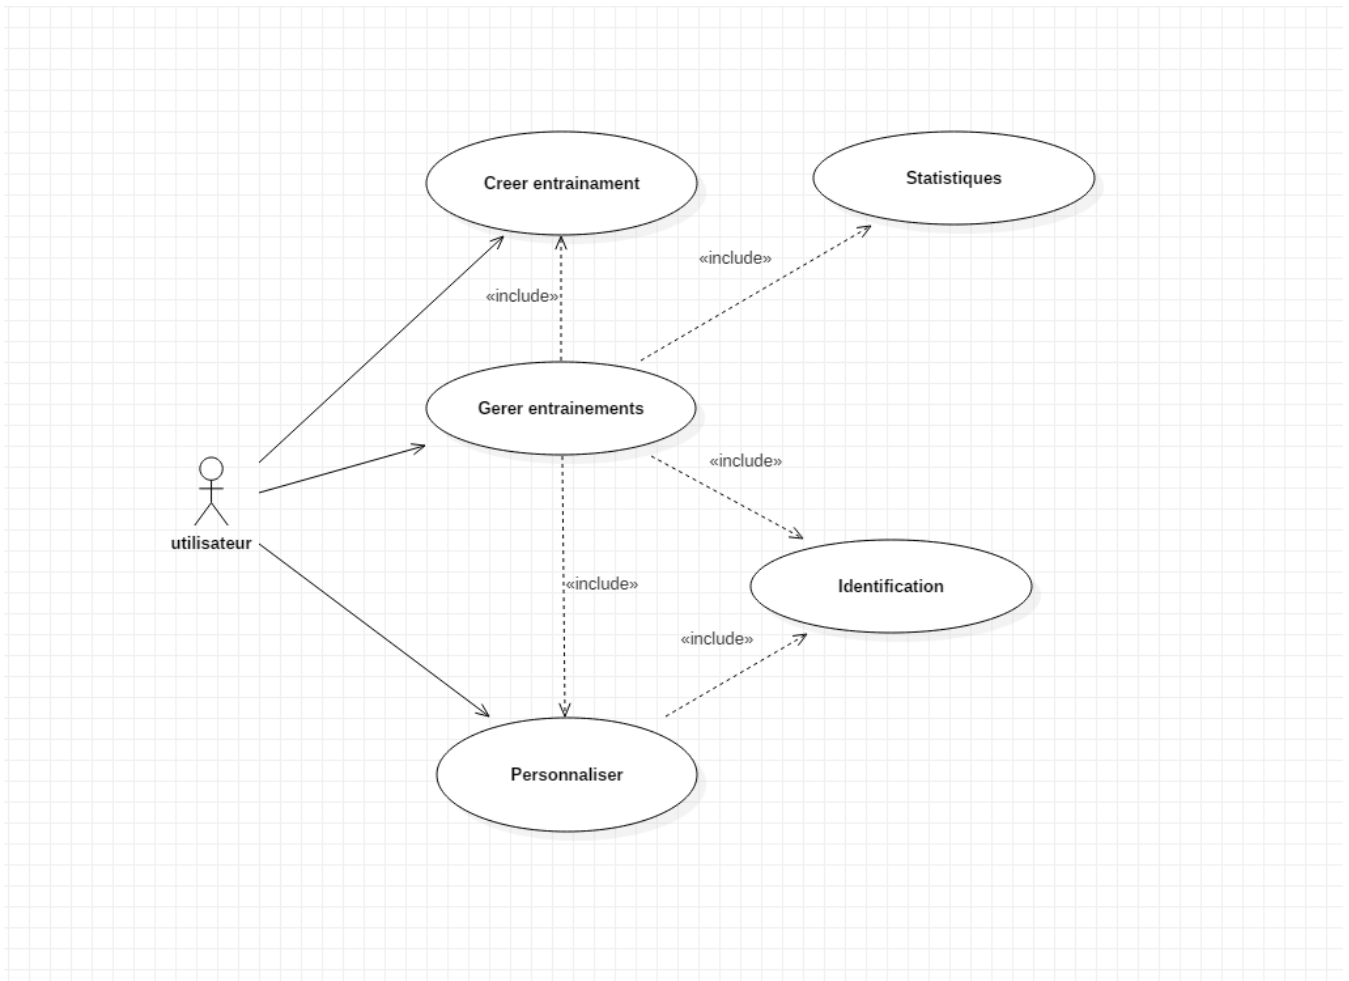 Creer entrainament
Statistiques
«include»
«include»
Gerer entrainements
«include»
utilisateur
«include»
Identification
«include»
Personnaliser